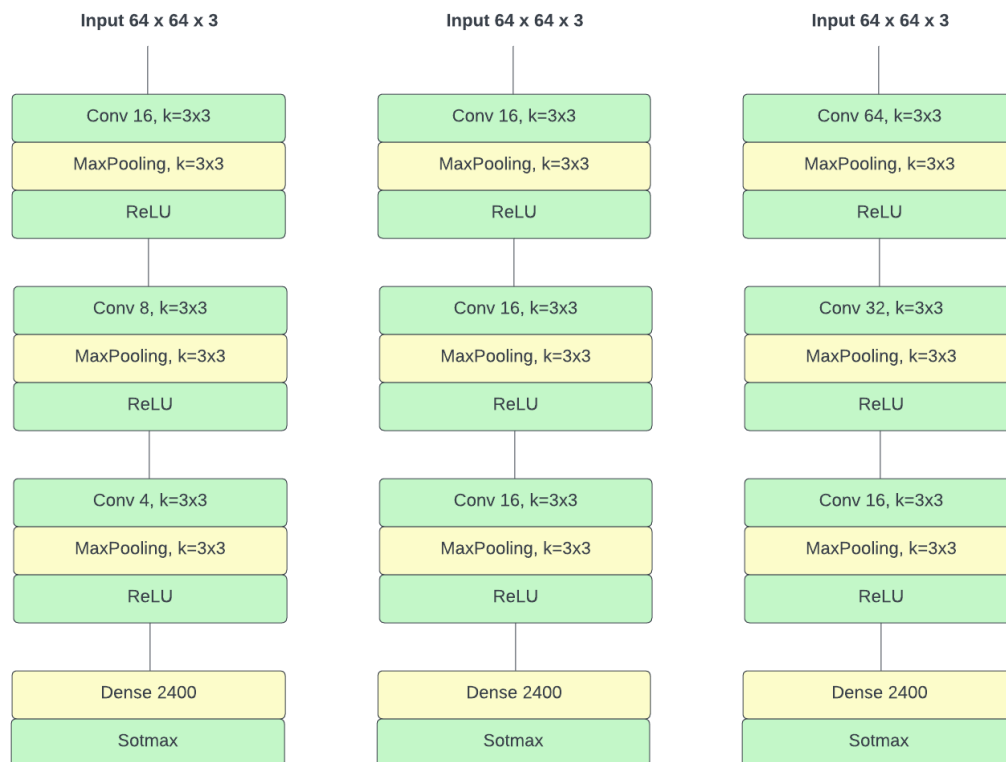 Input 64 x 64 x 3
Conv 16, k=3x3
MaxPooling, k=3x3
ReLU
Conv 8, k=3x3
MaxPooling, k=3x3
ReLU
Conv 4, k=3x3
MaxPooling, k=3x3
ReLU
Dense 2400
Sotmax
Input 64 x 64 x 3
Conv 16, k=3x3
MaxPooling, k=3x3
ReLU
Conv 16, k=3x3
MaxPooling, k=3x3
ReLU
Conv 16, k=3x3
MaxPooling, k=3x3
ReLU
Dense 2400
Sotmax
Input 64 x 64 x 3
Conv 64, k=3x3
MaxPooling, k=3x3
ReLU
Conv 32, k=3x3
MaxPooling, k=3x3
ReLU
Conv 16, k=3x3
MaxPooling, k=3x3
ReLU
Dense 2400
Sotmax